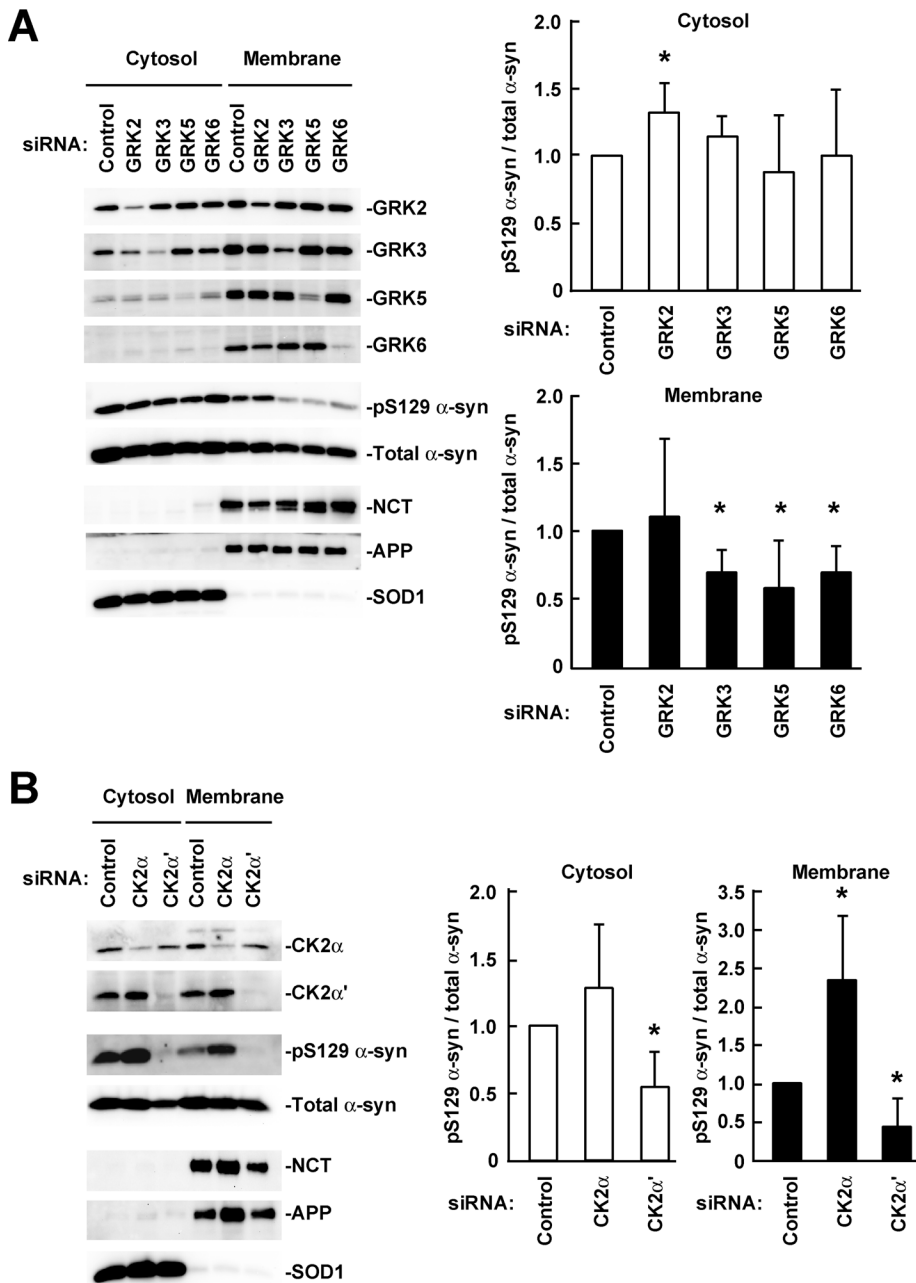 A
Cytosol Membrane
siRNA: Control GRK2 GRK3 GRK5 GRK6 Control GRK2 GRK3 GRK5 GRK6
-GRK2
-GRK3
-GRK5
-GRK6
-pS129 α-syn
-Total α-syn
-NCT
-APP
-SOD1
Cytosol
pS129 α-syn / total α-syn
2.0
1.5
1.0
0.5
0
*
siRNA: Control GRK2 GRK3 GRK5 GRK6
Membrane
pS129 α-syn / total α-syn
2.0
1.5
1.0
0.5
0
* * *
siRNA: Control GRK2 GRK3 GRK5 GRK6
B
Cytosol Membrane
siRNA: Control CK2α CK2α' Control CK2α CK2α'
-CK2α
-CK2α'
-pS129 α-syn
-Total α-syn
-NCT
-APP
-SOD1
Cytosol
pS129 α-syn / total α-syn
2.0
1.5
1.0
0.5
0
*
siRNA: Control CK2α CK2α'
Membrane
pS129 α-syn / total α-syn
3.5
3.0
2.5
2.0
1.0
0.5
0
*
*
siRNA: Control CK2α CK2α'